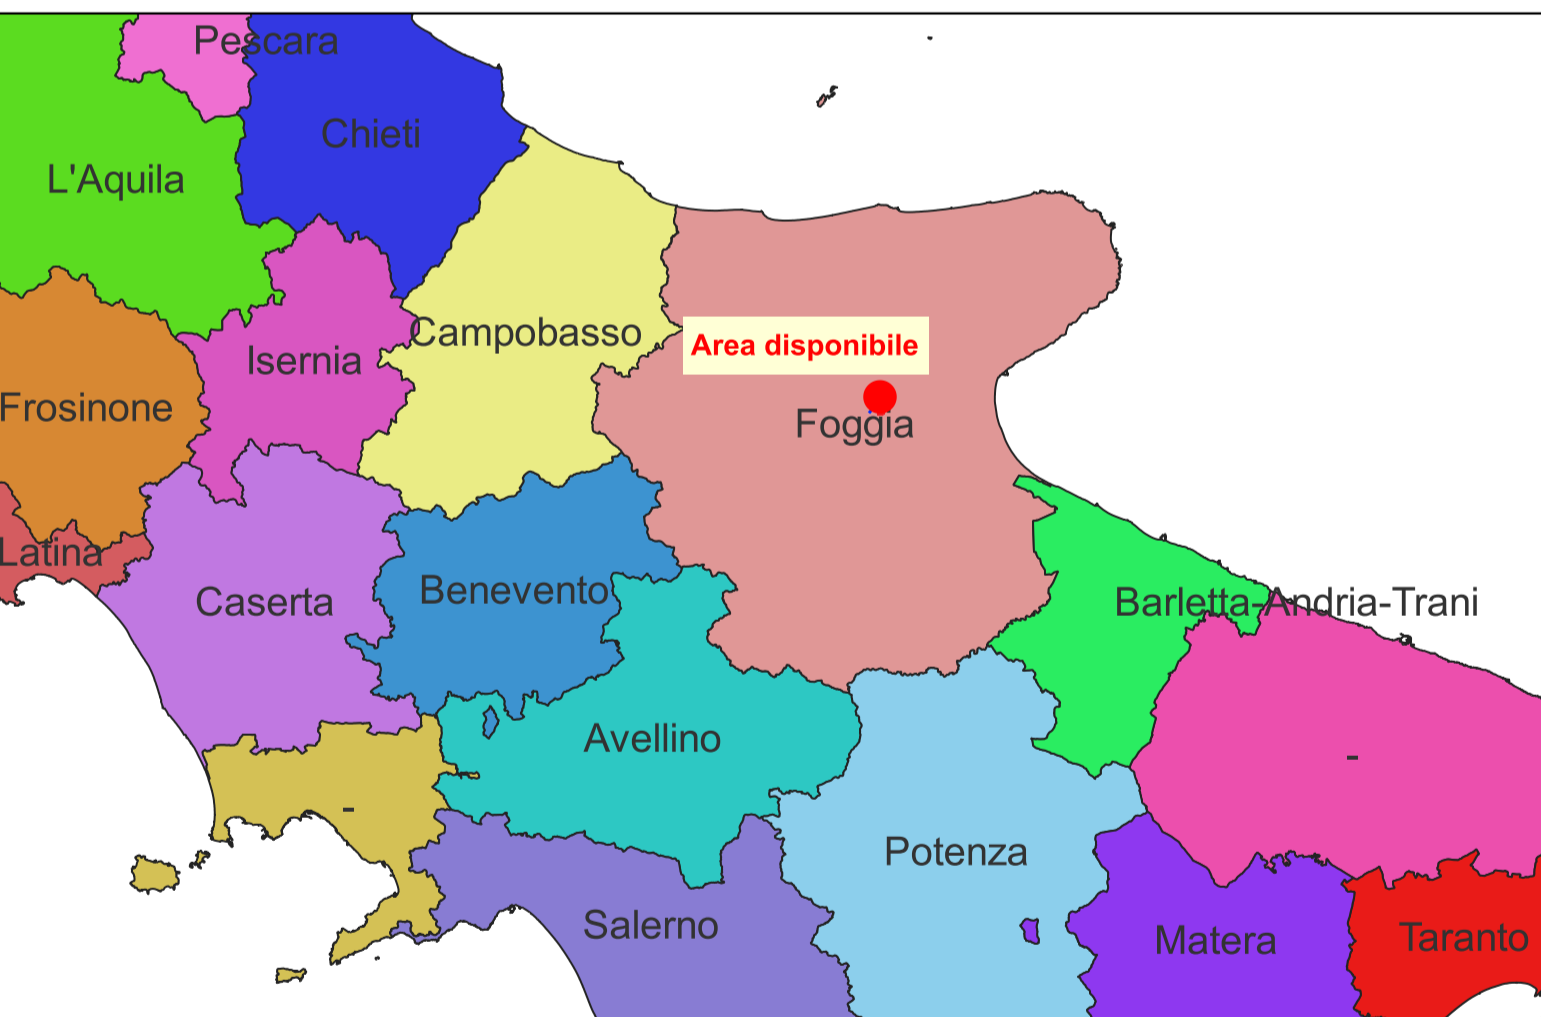 Pescara
Chieti
L'Aquila
Campobasso
Area disponibile
Isernia
Frosinone
Foggia
Latina
Benevento
Caserta
Barletta-Andria-Trani
Avellino
-
-
Potenza
Salerno
Matera
Taranto